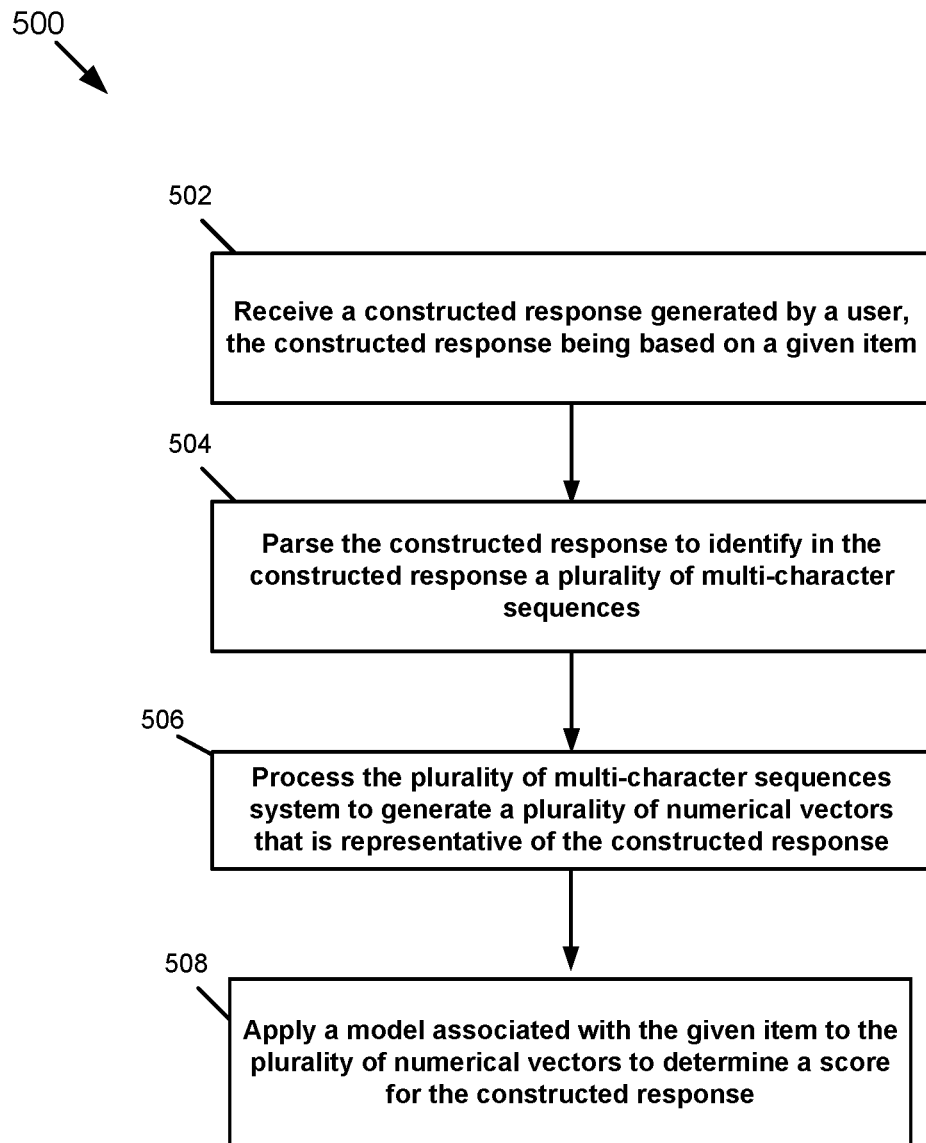 500
502
Receive a constructed response generated by a user,
the constructed response being based on a given item
504
Parse the constructed response to identify in the
constructed response a plurality of multi-character
sequences
506
Process the plurality of multi-character sequences
system to generate a plurality of numerical vectors
that is representative of the constructed response
508
Apply a model associated with the given item to the
plurality of numerical vectors to determine a score
for the constructed response